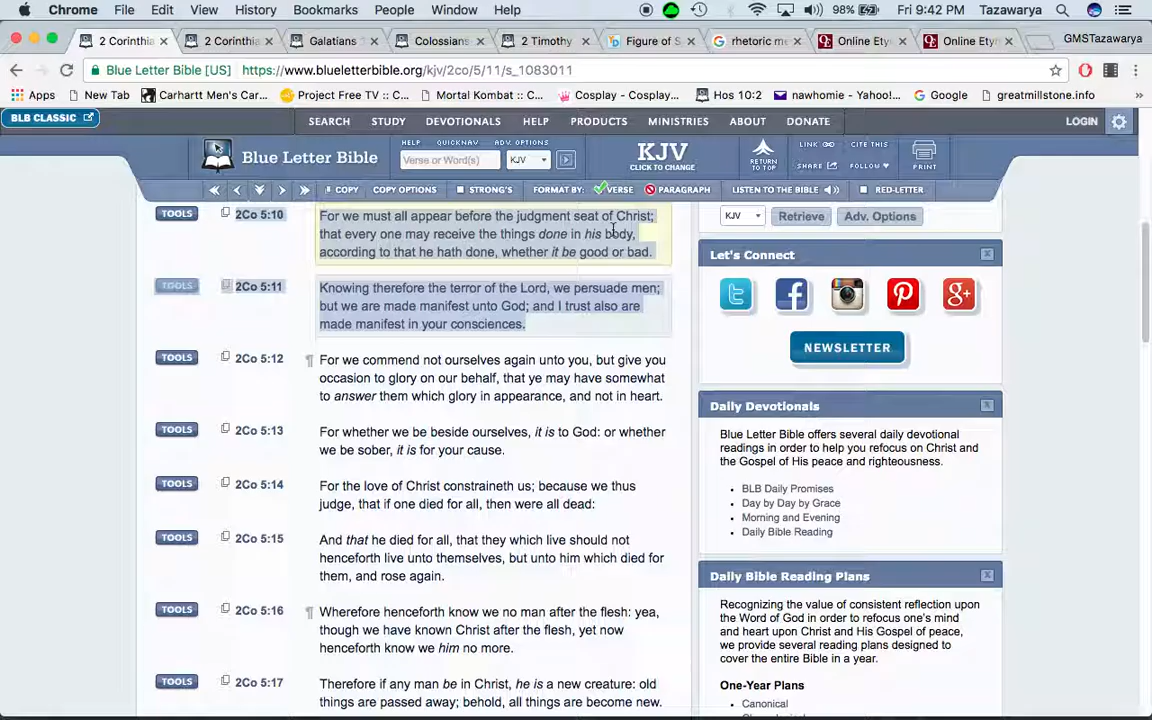 Chrome File Edit View History Bookmarks People Window Help 98% Fri 9:42 PM Tazawarya
2 Corinthia 2 Corinthia Galatians Colossians 2 Timothy Figure of S rhetoric me Online Ety Online Ety GMSTazawarya
Blue Letter Bible [US] https://www.blueletterbible.org/kjv/2co/5/11/s_1083011
Apps New Tab Carhartt Men's Car... Project Free TV :: C... Mortal Kombat :: C... Cosplay - Cosplay... Hos 10:2 nawhomie - Yahoo!... Google greatmillstone.info »
BLB CLASSIC SEARCH STUDY DEVOTIONALS HELP PRODUCTS MINISTRIES ABOUT DONATE LOGIN
Blue Letter Bible
HELP QUICKNAV ADV. OPTIONS
Verse or Word(s) KJV
KJV
CLICK TO CHANGE
RETURN
TO TOP
LINK CITE THIS
SHARE FOLLOW
PRINT
COPY COPY OPTIONS STRONG'S FORMAT BY: VERSE PARAGRAPH LISTEN TO THE BIBLE RED-LETTER
TOOLS 2Co 5:10 For we must all appear before the judgment seat of Christ;
that every one may receive the things done in his body,
according to that he hath done, whether it be good or bad.
TOOLS 2Co 5:11 Knowing therefore the terror of the Lord, we persuade men;
but we are made manifest unto God; and I trust also are
made manifest in your consciences.
TOOLS 2Co 5:12 ¶ For we commend not ourselves again unto you, but give you
occasion to glory on our behalf, that ye may have somewhat
to answer them which glory in appearance, and not in heart.
TOOLS 2Co 5:13 For whether we be beside ourselves, it is to God: or whether
we be sober, it is for your cause.
TOOLS 2Co 5:14 For the love of Christ constraineth us; because we thus
judge, that if one died for all, then were all dead:
TOOLS 2Co 5:15 And that he died for all, that they which live should not
henceforth live unto themselves, but unto him which died for
them, and rose again.
TOOLS 2Co 5:16 ¶ Wherefore henceforth know we no man after the flesh: yea,
though we have known Christ after the flesh, yet now
henceforth know we him no more.
TOOLS 2Co 5:17 Therefore if any man be in Christ, he is a new creature: old
things are passed away; behold, all things are become new.
KJV Retrieve Adv. Options
Let's Connect
NEWSLETTER
Daily Devotionals
Blue Letter Bible offers several daily devotional
readings in order to help you refocus on Christ and
the Gospel of His peace and righteousness.
BLB Daily Promises
Day by Day by Grace
Morning and Evening
Daily Bible Reading
Daily Bible Reading Plans
Recognizing the value of consistent reflection upon
the Word of God in order to refocus one's mind
and heart upon Christ and His Gospel of peace,
we provide several reading plans designed to
cover the entire Bible in a year.
One-Year Plans
Canonical